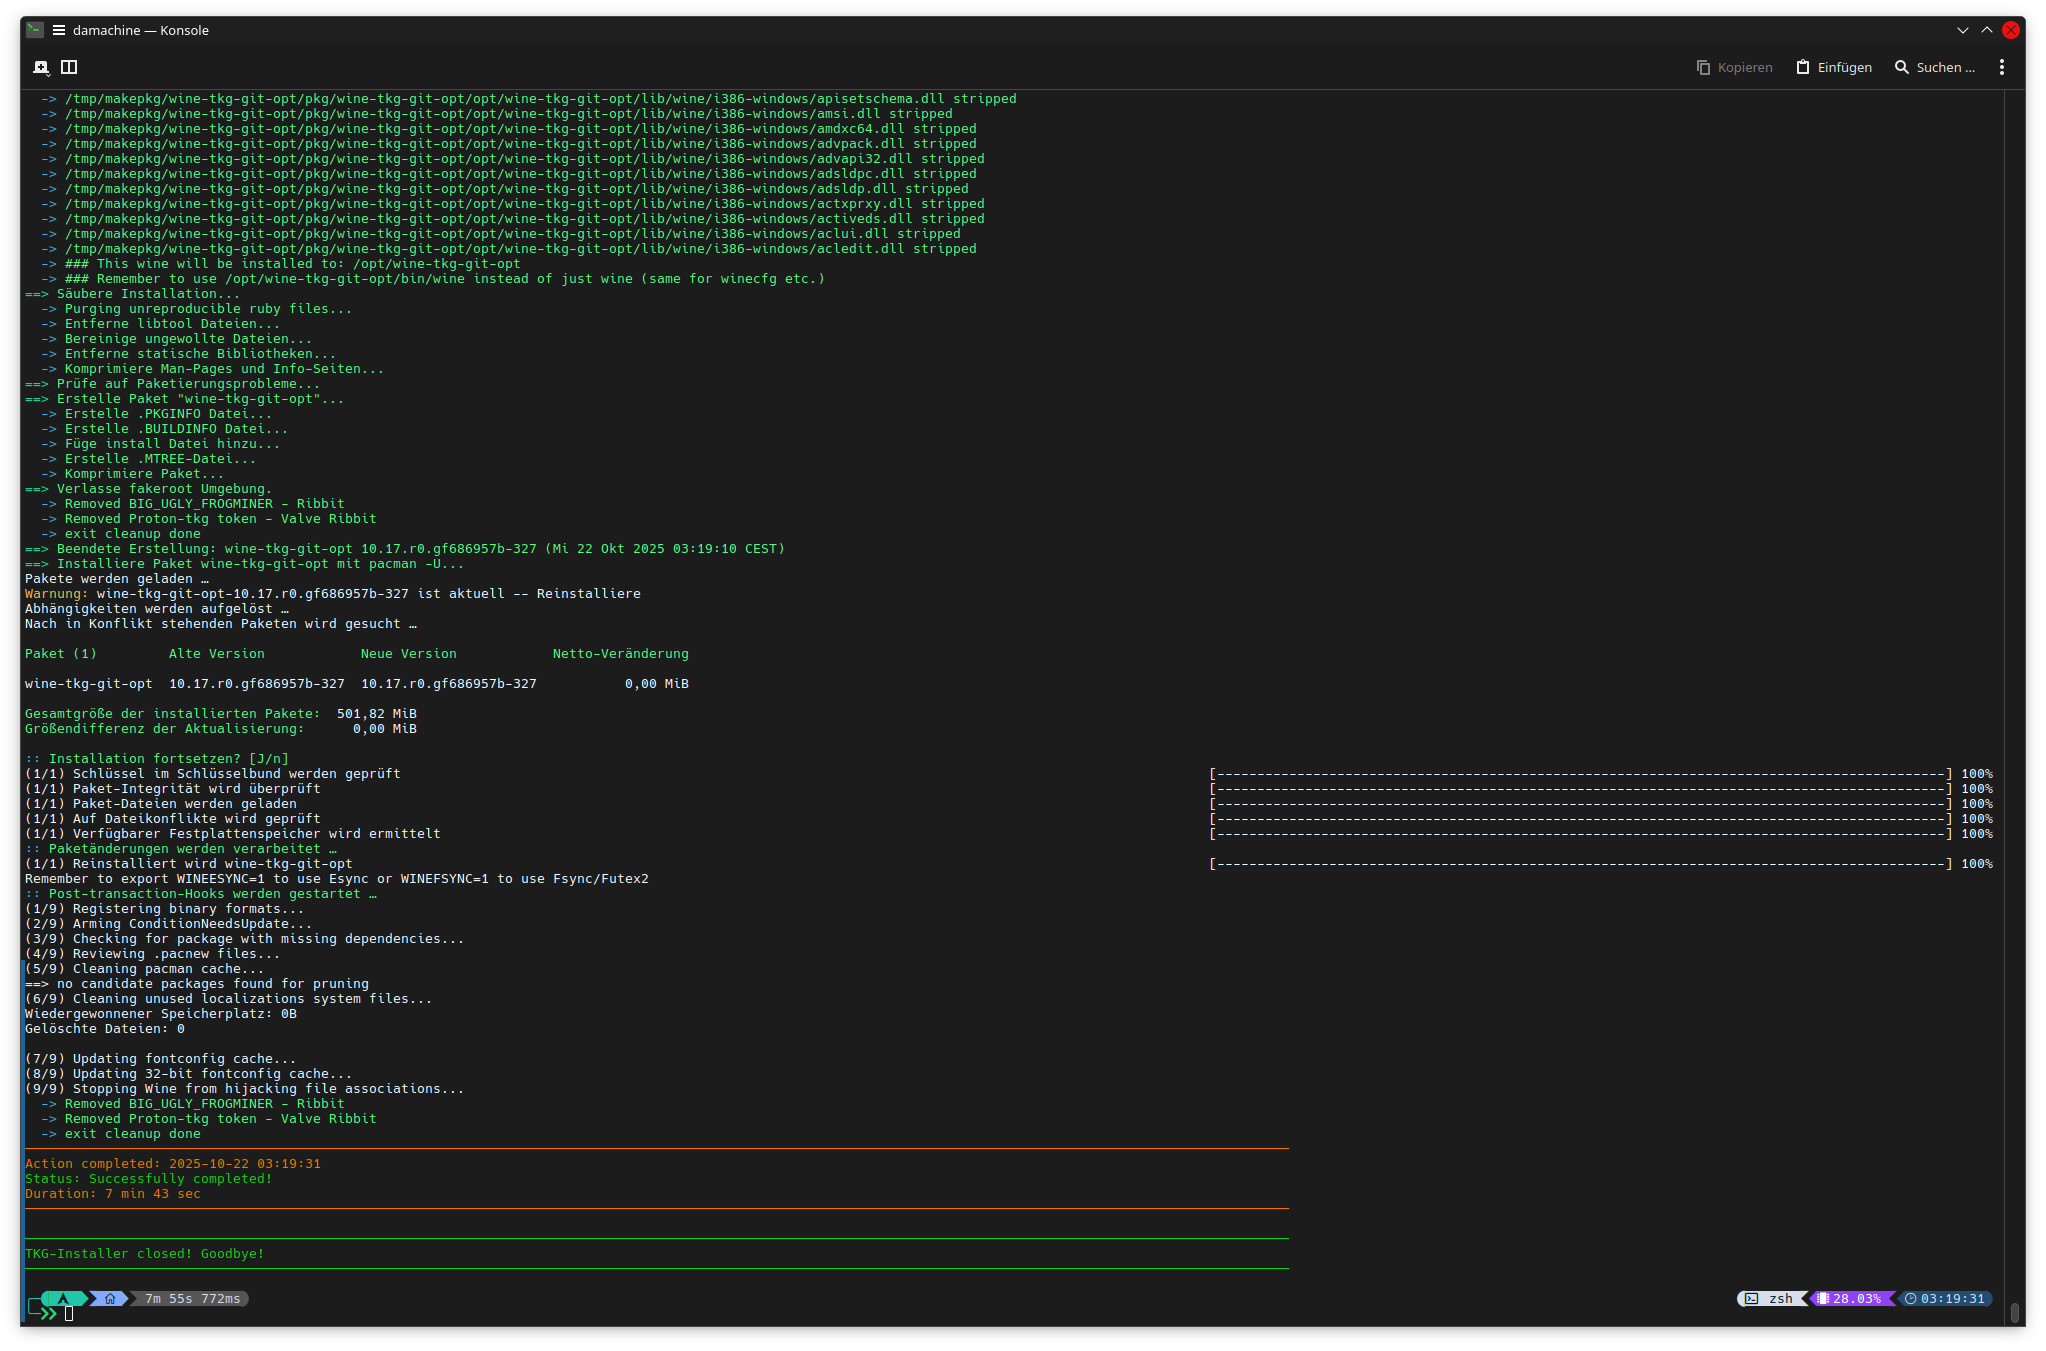 damachine — Konsole
Kopieren Einfügen Suchen ...
-> /tmp/makepkg/wine-tkg-git-opt/pkg/wine-tkg-git-opt/opt/wine-tkg-git-opt/lib/wine/i386-windows/apisetschema.dll stripped
-> /tmp/makepkg/wine-tkg-git-opt/pkg/wine-tkg-git-opt/opt/wine-tkg-git-opt/lib/wine/i386-windows/amsi.dll stripped
-> /tmp/makepkg/wine-tkg-git-opt/pkg/wine-tkg-git-opt/opt/wine-tkg-git-opt/lib/wine/i386-windows/amdxc64.dll stripped
-> /tmp/makepkg/wine-tkg-git-opt/pkg/wine-tkg-git-opt/opt/wine-tkg-git-opt/lib/wine/i386-windows/advpack.dll stripped
-> /tmp/makepkg/wine-tkg-git-opt/pkg/wine-tkg-git-opt/opt/wine-tkg-git-opt/lib/wine/i386-windows/advapi32.dll stripped
-> /tmp/makepkg/wine-tkg-git-opt/pkg/wine-tkg-git-opt/opt/wine-tkg-git-opt/lib/wine/i386-windows/adsldpc.dll stripped
-> /tmp/makepkg/wine-tkg-git-opt/pkg/wine-tkg-git-opt/opt/wine-tkg-git-opt/lib/wine/i386-windows/adsldp.dll stripped
-> /tmp/makepkg/wine-tkg-git-opt/pkg/wine-tkg-git-opt/opt/wine-tkg-git-opt/lib/wine/i386-windows/actxprxy.dll stripped
-> /tmp/makepkg/wine-tkg-git-opt/pkg/wine-tkg-git-opt/opt/wine-tkg-git-opt/lib/wine/i386-windows/activeds.dll stripped
-> /tmp/makepkg/wine-tkg-git-opt/pkg/wine-tkg-git-opt/opt/wine-tkg-git-opt/lib/wine/i386-windows/aclui.dll stripped
-> /tmp/makepkg/wine-tkg-git-opt/pkg/wine-tkg-git-opt/opt/wine-tkg-git-opt/lib/wine/i386-windows/acledit.dll stripped
-> ### This wine will be installed to: /opt/wine-tkg-git-opt
-> ### Remember to use /opt/wine-tkg-git-opt/bin/wine instead of just wine (same for winecfg etc.)
==> Säubere Installation...
-> Purging unreproducible ruby files...
-> Entferne libtool Dateien...
-> Bereinige ungewollte Dateien...
-> Entferne statische Bibliotheken...
-> Komprimiere Man-Pages und Info-Seiten...
==> Prüfe auf Paketierungsprobleme...
==> Erstelle Paket "wine-tkg-git-opt"...
-> Erstelle .PKGINFO Datei...
-> Erstelle .BUILDINFO Datei...
-> Füge install Datei hinzu...
-> Erstelle .MTREE-Datei...
-> Komprimiere Paket...
==> Verlasse fakeroot Umgebung.
-> Removed BIG_UGLY_FROGMINER - Ribbit
-> Removed Proton-tkg token - Valve Ribbit
-> exit cleanup done
==> Beendete Erstellung: wine-tkg-git-opt 10.17.r0.gf686957b-327 (Mi 22 Okt 2025 03:19:10 CEST)
==> Installiere Paket wine-tkg-git-opt mit pacman -U...
Pakete werden geladen …
Warnung: wine-tkg-git-opt-10.17.r0.gf686957b-327 ist aktuell -- Reinstalliere
Abhängigkeiten werden aufgelöst …
Nach in Konflikt stehenden Paketen wird gesucht …
Paket (1) Alte Version Neue Version Netto-Veränderung
wine-tkg-git-opt 10.17.r0.gf686957b-327 10.17.r0.gf686957b-327 0,00 MiB
Gesamtgröße der installierten Pakete: 501,82 MiB
Größendifferenz der Aktualisierung: 0,00 MiB
:: Installation fortsetzen? [J/n]
(1/1) Schlüssel im Schlüsselbund werden geprüft [-------------------------------------------------------------------------------------------] 100%
(1/1) Paket-Integrität wird überprüft [-------------------------------------------------------------------------------------------] 100%
(1/1) Paket-Dateien werden geladen [-------------------------------------------------------------------------------------------] 100%
(1/1) Auf Dateikonflikte wird geprüft [-------------------------------------------------------------------------------------------] 100%
(1/1) Verfügbarer Festplattenspeicher wird ermittelt [-------------------------------------------------------------------------------------------] 100%
:: Paketänderungen werden verarbeitet …
(1/1) Reinstalliert wird wine-tkg-git-opt [-------------------------------------------------------------------------------------------] 100%
Remember to export WINEESYNC=1 to use Esync or WINEFSYNC=1 to use Fsync/Futex2
:: Post-transaction-Hooks werden gestartet …
(1/9) Registering binary formats...
(2/9) Arming ConditionNeedsUpdate...
(3/9) Checking for package with missing dependencies...
(4/9) Reviewing .pacnew files...
(5/9) Cleaning pacman cache...
==> no candidate packages found for pruning
(6/9) Cleaning unused localizations system files...
Wiedergewonnener Speicherplatz: 0B
Gelöschte Dateien: 0
(7/9) Updating fontconfig cache...
(8/9) Updating 32-bit fontconfig cache...
(9/9) Stopping Wine from hijacking file associations...
-> Removed BIG_UGLY_FROGMINER - Ribbit
-> Removed Proton-tkg token - Valve Ribbit
-> exit cleanup done
Action completed: 2025-10-22 03:19:31
Status: Successfully completed!
Duration: 7 min 43 sec
TKG-Installer closed! Goodbye!
7m 55s 772ms zsh 28.03% 03:19:31